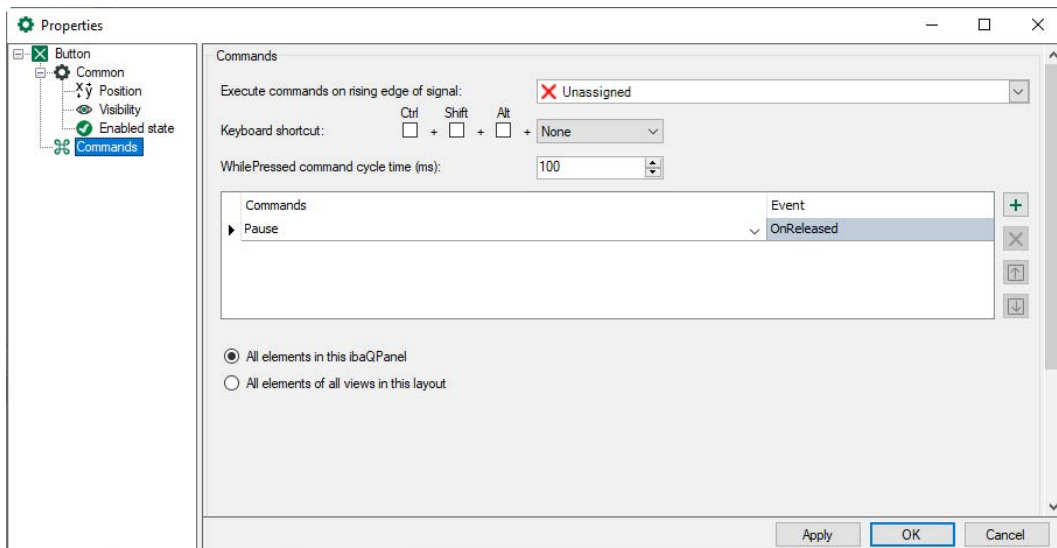 Properties
Button
Common
Position
Visibility
Enabled state
Commands
Commands
Execute commands on rising edge of signal: Unassigned
Ctrl Shift Alt
Keyboard shortcut: + + + None
WhilePressed command cycle time (ms): 100
Commands Event
Pause OnReleased
All elements in this ibaQPanel
All elements of all views in this layout
Apply OK Cancel